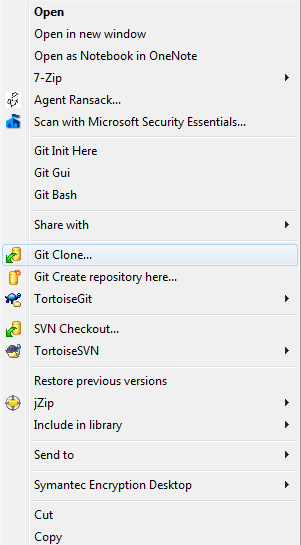 Open
Open in new window
Open as Notebook in OneNote
7-Zip
Agent Ransack...
Scan with Microsoft Security Essentials...
Git Init Here
Git Gui
Git Bash
Share with
Git Clone...
Git Create repository here...
TortoiseGit
SVN Checkout...
TortoiseSVN
Restore previous versions
jZip
Include in library
Send to
Symantec Encryption Desktop
Cut
Copy